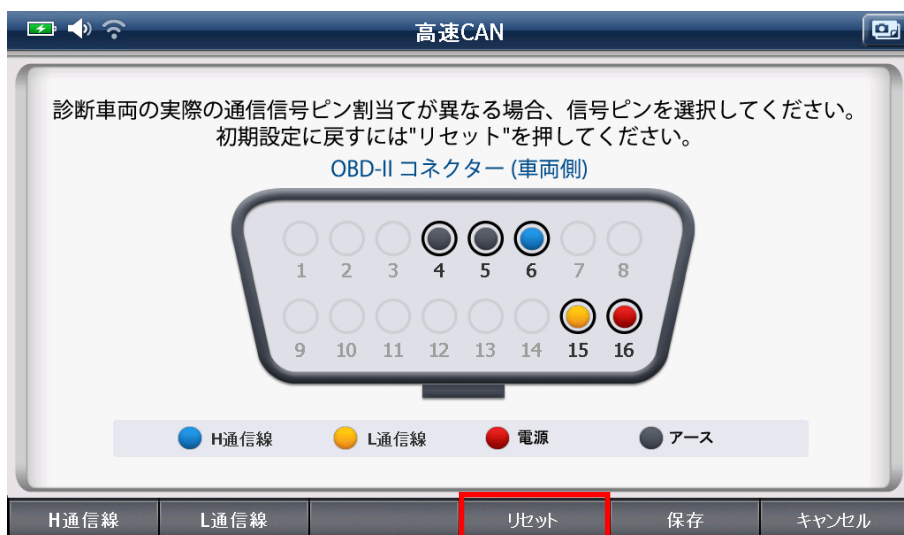 高速CAN
診断車両の実際の通信信号ピン割当てが異なる場合、信号ピンを選択してください。
初期設定に戻すには"リセット"を押してください。
OBD-II コネクター (車両側)
1 2 3 4 5 6 7 8
9 10 11 12 13 14 15 16
H通信線 L通信線 電源 アース
H通信線 L通信線 リセット 保存 キャンセル